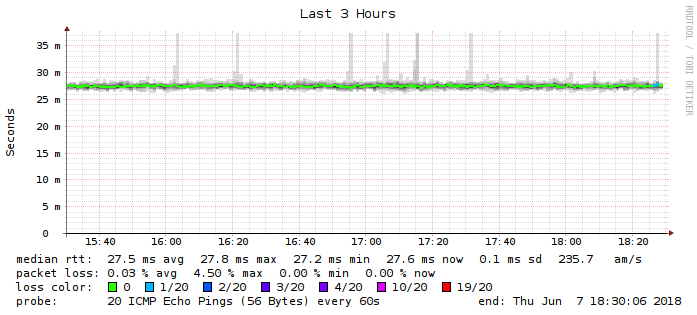 Last 3 Hours
RRDTOOL / TOBI OETIKER
Seconds
35 m
30 m
25 m
20 m
15 m
10 m
5 m
0
15:40 16:00 16:20 16:40 17:00 17:20 17:40 18:00 18:20
median rtt: 27.5 ms avg 27.8 ms max 27.2 ms min 27.6 ms now 0.1 ms sd 235.7 am/s
packet loss: 0.03 % avg 4.50 % max 0.00 % min 0.00 % now
loss color: 0 1/20 2/20 3/20 4/20 10/20 19/20
probe: 20 ICMP Echo Pings (56 Bytes) every 60s end: Thu Jun 7 18:30:06 2018